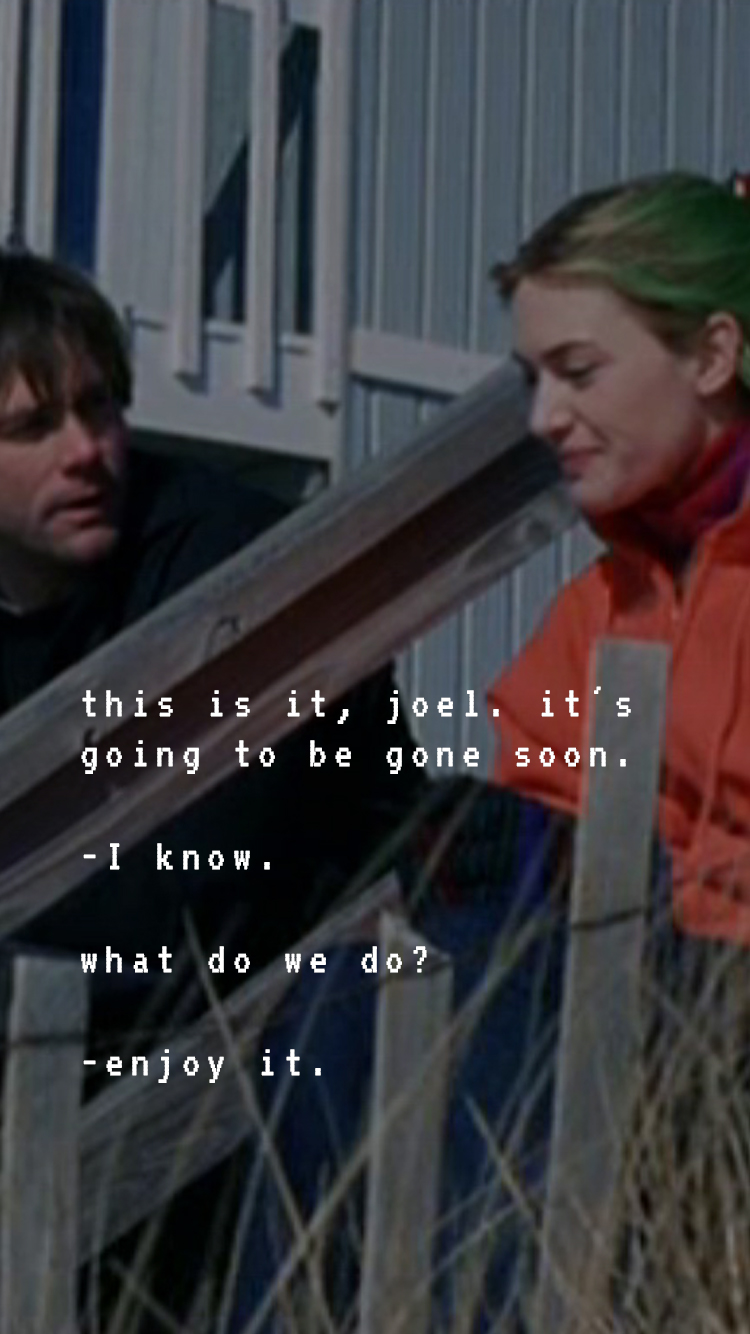 this is it, joel. it´s
going to be gone soon.
-I know.
what do we do?
-enjoy it.